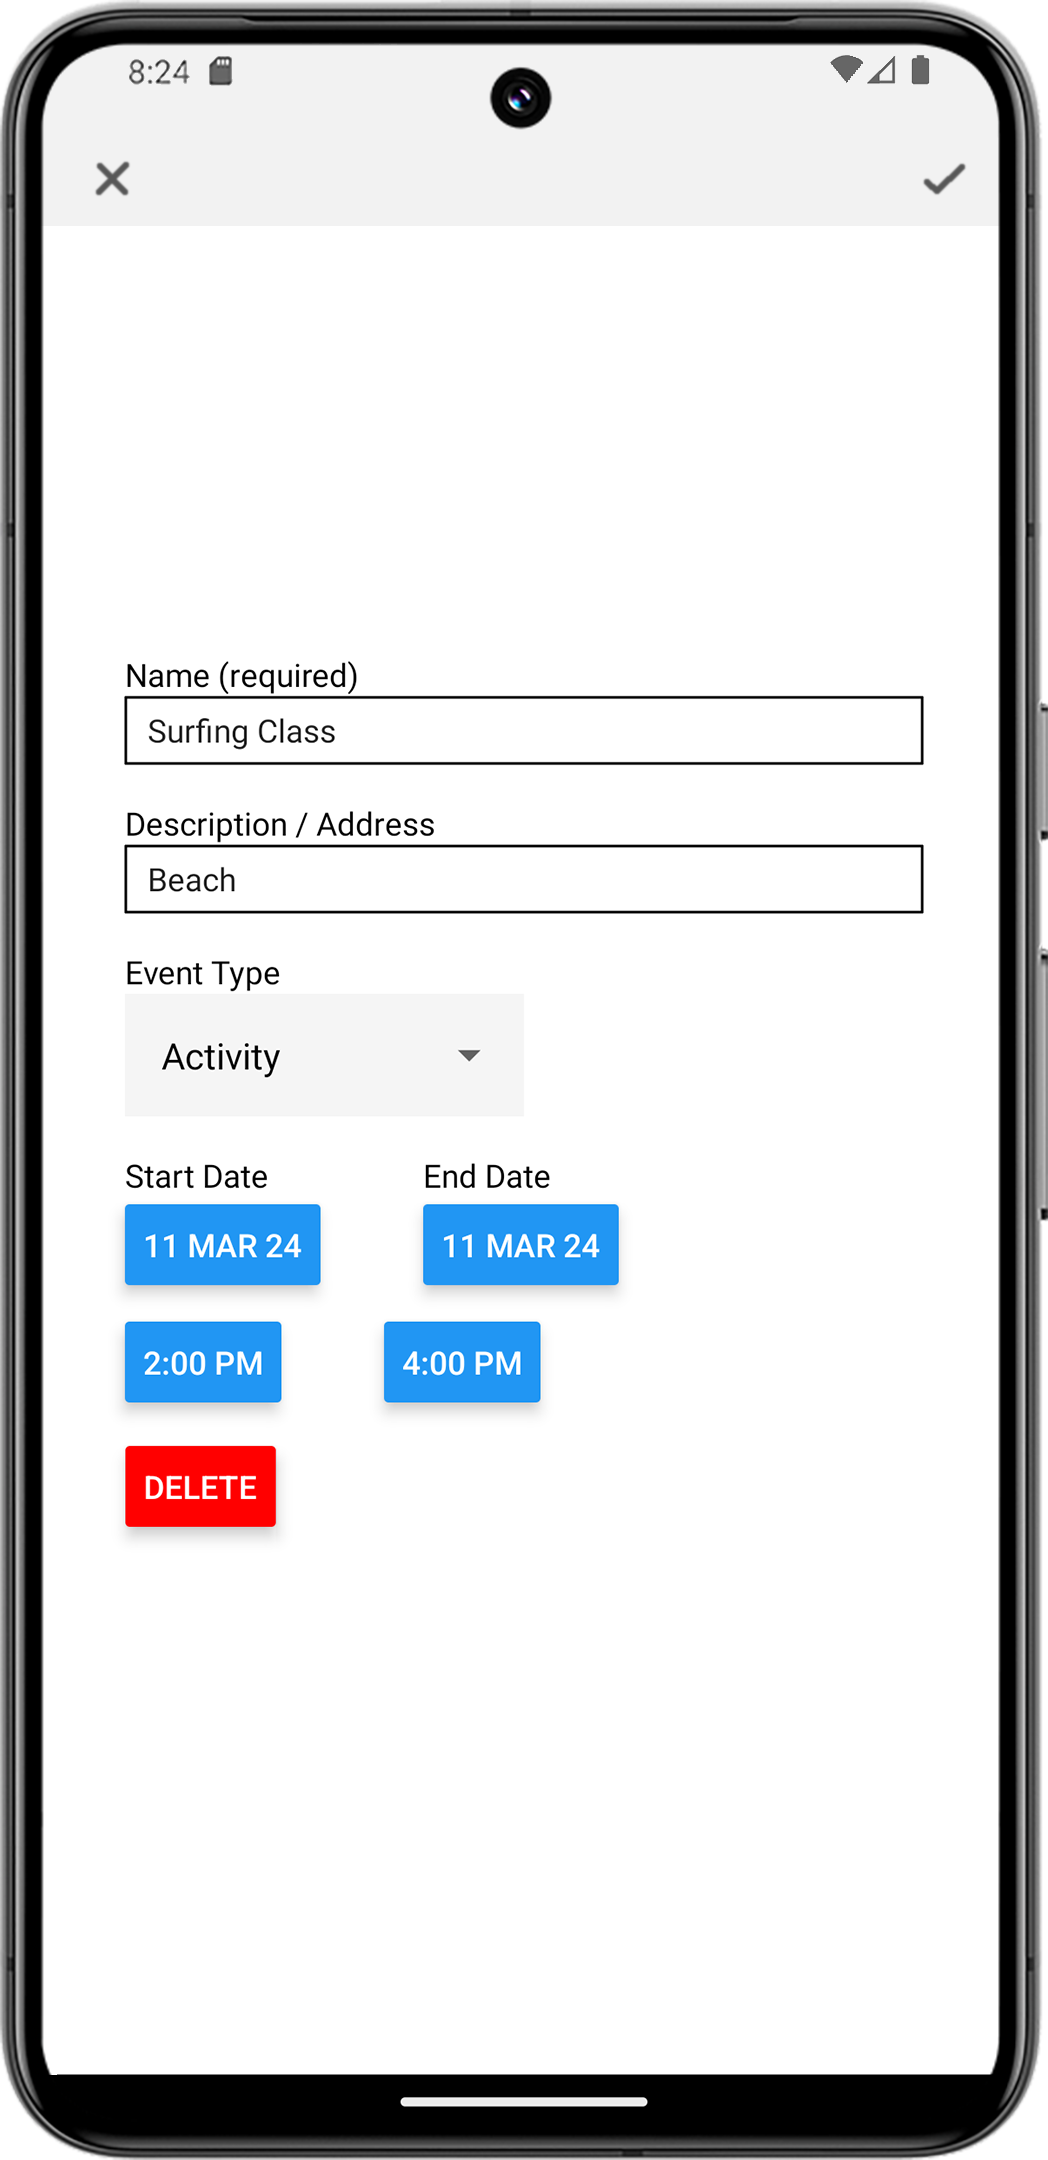 8:24
Name (required)
Surfing Class
Description / Address
Beach
Event Type
Activity
Start Date End Date
11 MAR 24 11 MAR 24
2:00 PM 4:00 PM
DELETE